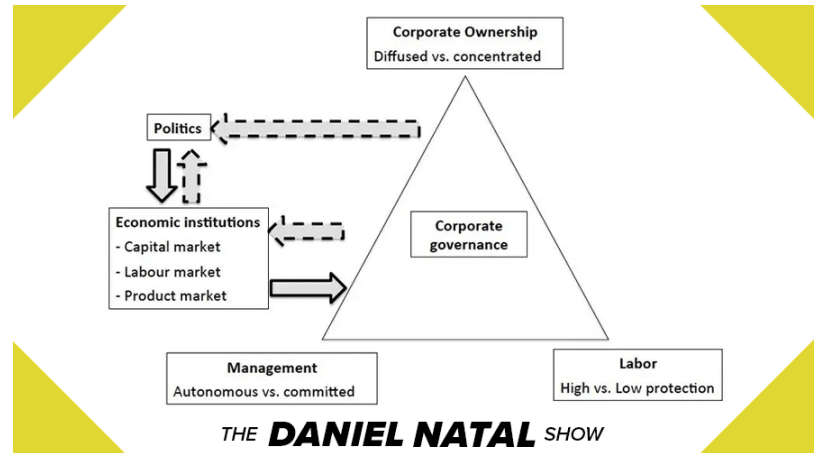 Corporate Ownership
Diffused vs. concentrated
Politics
Economic institutions
- Capital market
- Labour market
- Product market
Corporate
governance
Management
Autonomous vs. committed
Labor
High vs. Low protection
THE DANIEL NATAL SHOW